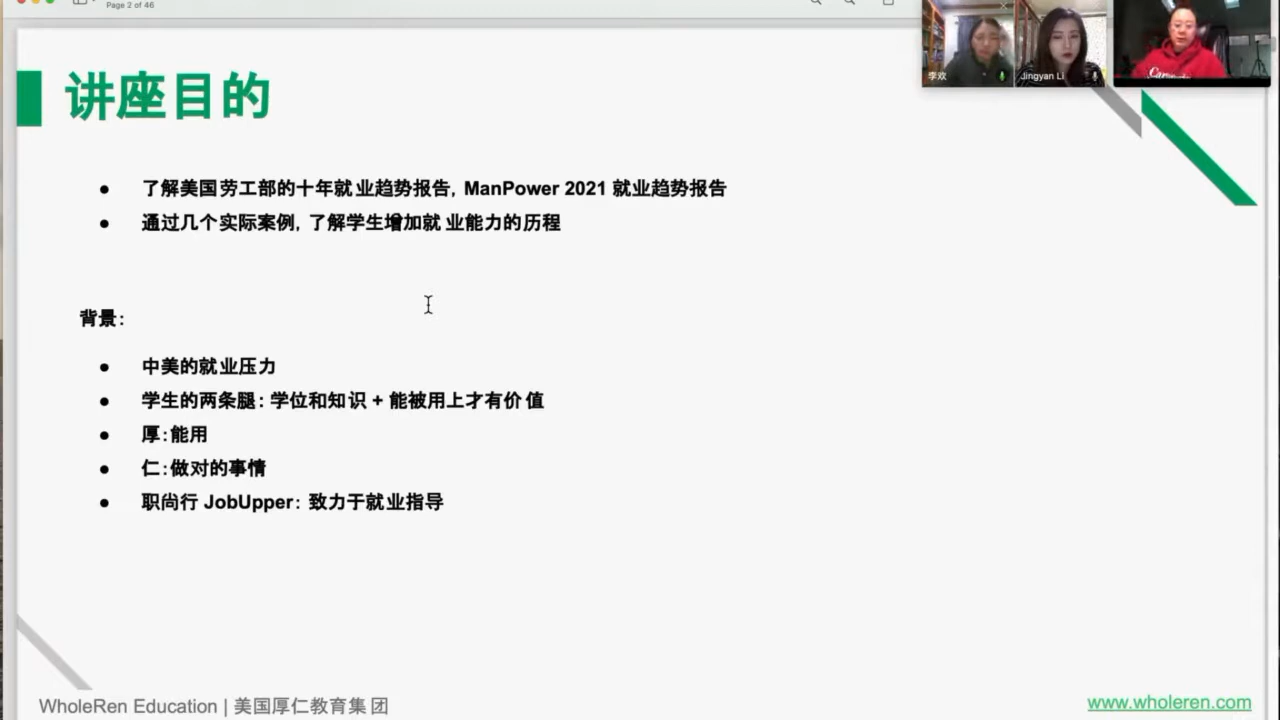 Page 2 of 46
李欢
Jingyan Li
讲座目的
● 了解美国劳工部的十年就业趋势报告, ManPower 2021 就业趋势报告
● 通过几个实际案例, 了解学生增加就业能力的历程
背景:
● 中美的就业压力
● 学生的两条腿: 学位和知识 + 能被用上才有价值
● 厚:能用
● 仁:做对的事情
● 职尚行 JobUpper: 致力于就业指导
WholeRen Education | 美国厚仁教育集团
www.wholeren.com